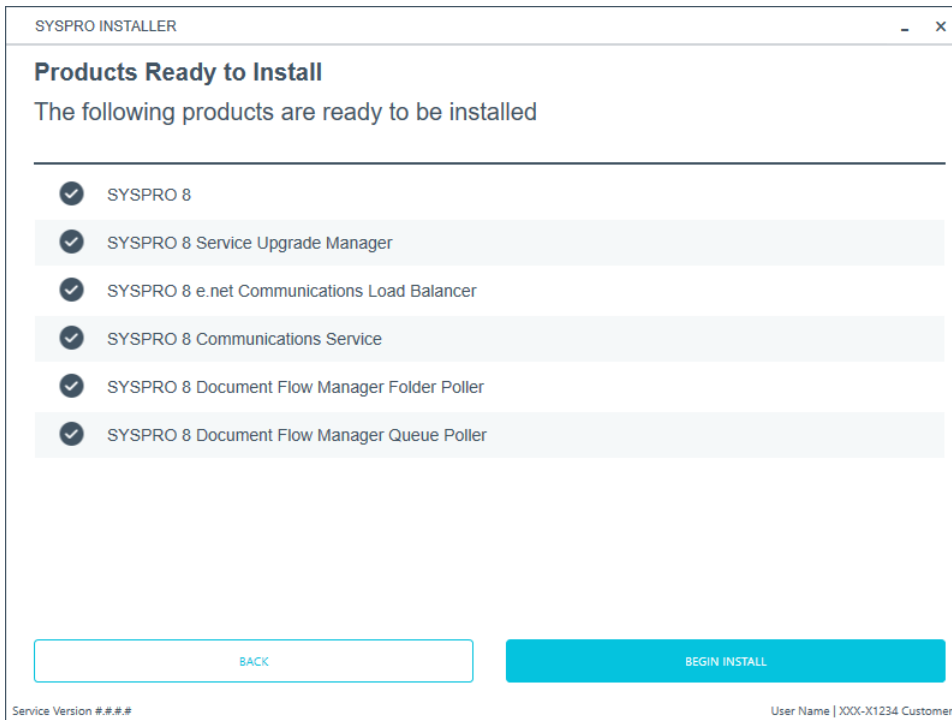 SYSPRO INSTALLER
Products Ready to Install
The following products are ready to be installed
SYSPRO 8
SYSPRO 8 Service Upgrade Manager
SYSPRO 8 e.net Communications Load Balancer
SYSPRO 8 Communications Service
SYSPRO 8 Document Flow Manager Folder Poller
SYSPRO 8 Document Flow Manager Queue Poller
BACK
BEGIN INSTALL
Service Version #.#.#.#
User Name | XXX-X1234 Customer